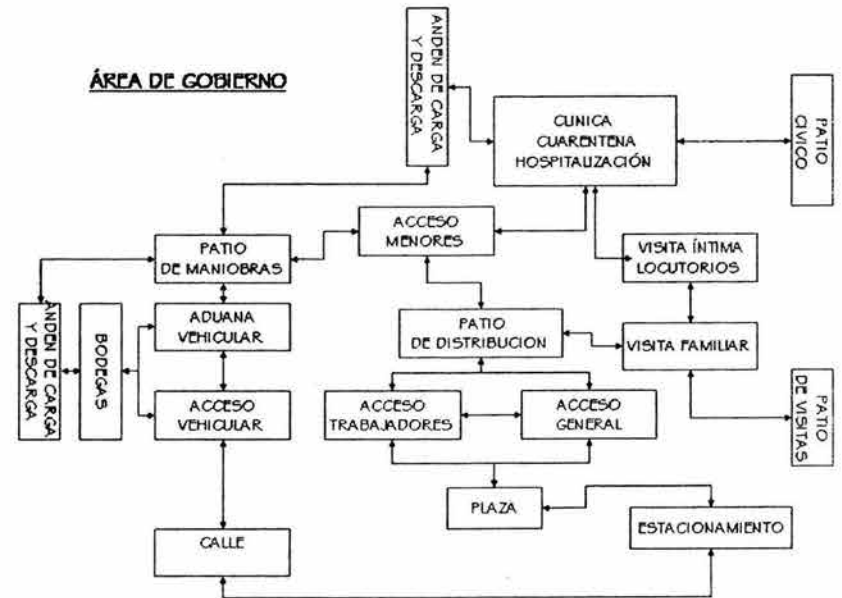 ÁREA DE GOBIERNO
ANDEN DE CARGA
Y DESCARGA
CLINICA
CUARENTENA
HOSPITALIZACIÓN
PATIO
CIVICO
ACCESO
MENORES
PATIO
DE MANIOBRAS
VISITA ÍNTIMA
LOCUTORIOS
ANDEN DE CARGA
Y DESCARGA
BODEGAS
ADUANA
VEHICULAR
PATIO
DE DISTRIBUCION
VISITA FAMILIAR
ACCESO
VEHICULAR
ACCESO
TRABAJADORES
ACCESO
GENERAL
PATIO
DE VISITAS
PLAZA
ESTACIONAMIENTO
CALLE